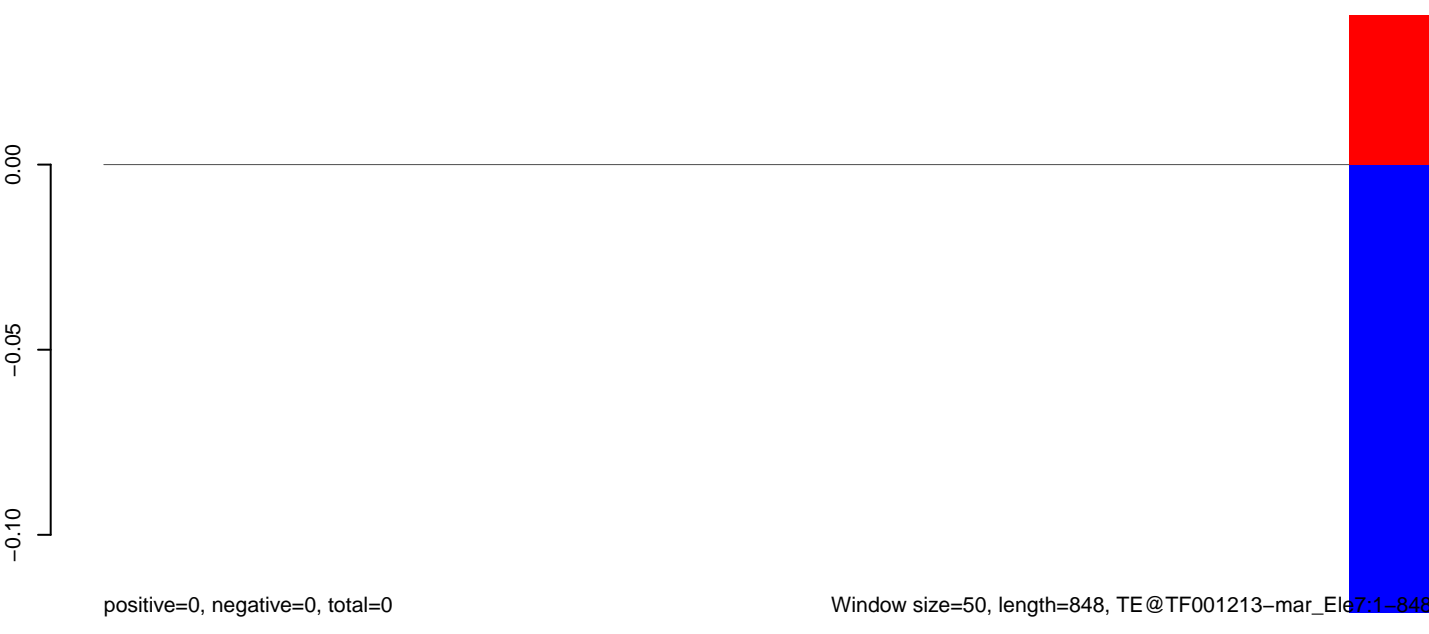 0.00
−0.05
−0.10
positive=0, negative=0, total=0
Window size=50, length=848, TE@TF001213−mar_Ele7:1−848